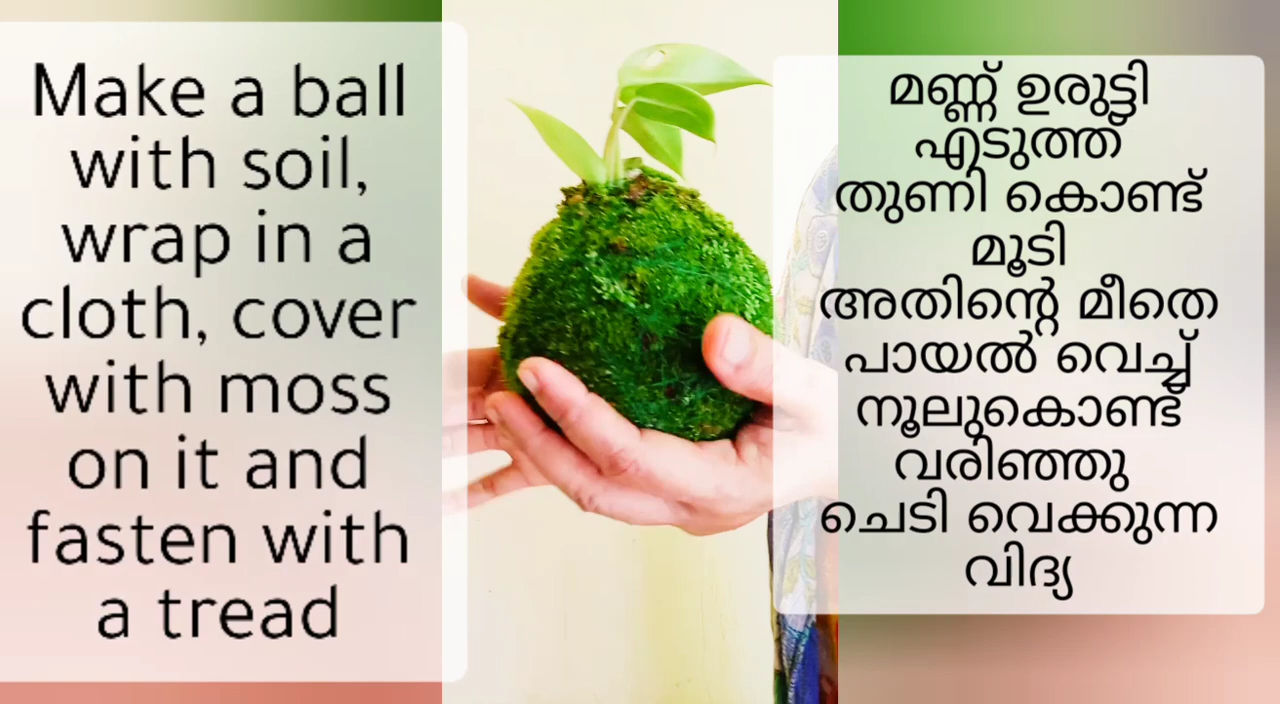 Make a ball
with soil,
wrap in a
cloth, cover
with moss
on it and
fasten with
a tread
മണ്ണ് ഉരുട്ടി
എടുത്ത്
തുണി കൊണ്ട്
മൂടി
അതിന്റെ മീതെ
പായൽ വെച്ച്
നൂലുകൊണ്ട്
വരിഞ്ഞു
ചെടി വെക്കുന്ന
വിദ്യ